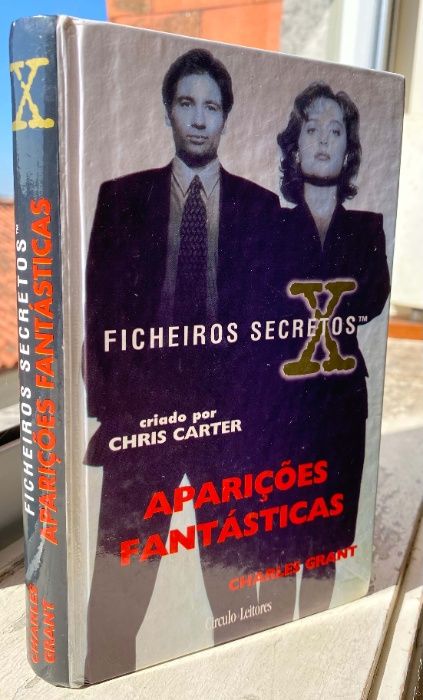 X
FICHEIROS SECRETOS™
APARIÇÕES FANTÁSTICAS
CHARLES
GRANT
FICHEIROS SECRETOS™
X
criado por
CHRIS CARTER
APARIÇÕES
FANTÁSTICAS
CHARLES GRANT
Círculo Leitores